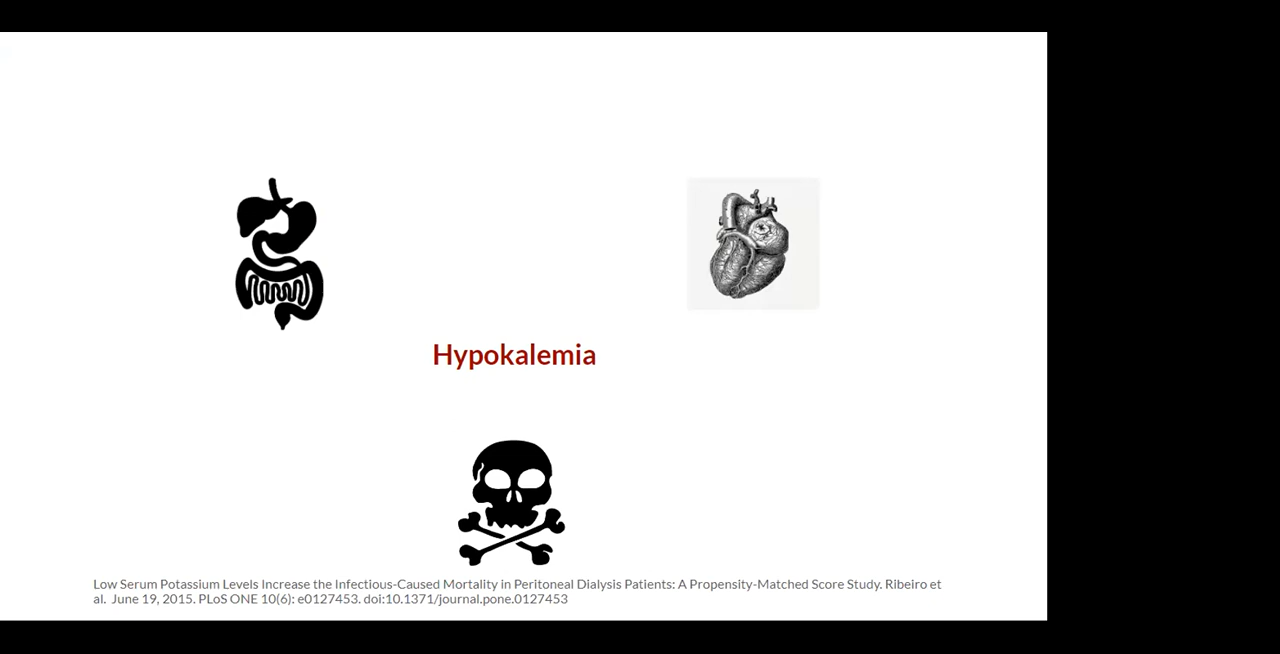 Hypokalemia
Low Serum Potassium Levels Increase the Infectious-Caused Mortality in Peritoneal Dialysis Patients: A Propensity-Matched Score Study. Ribeiro et
al.  June 19, 2015. PLoS ONE 10(6): e0127453. doi:10.1371/journal.pone.0127453